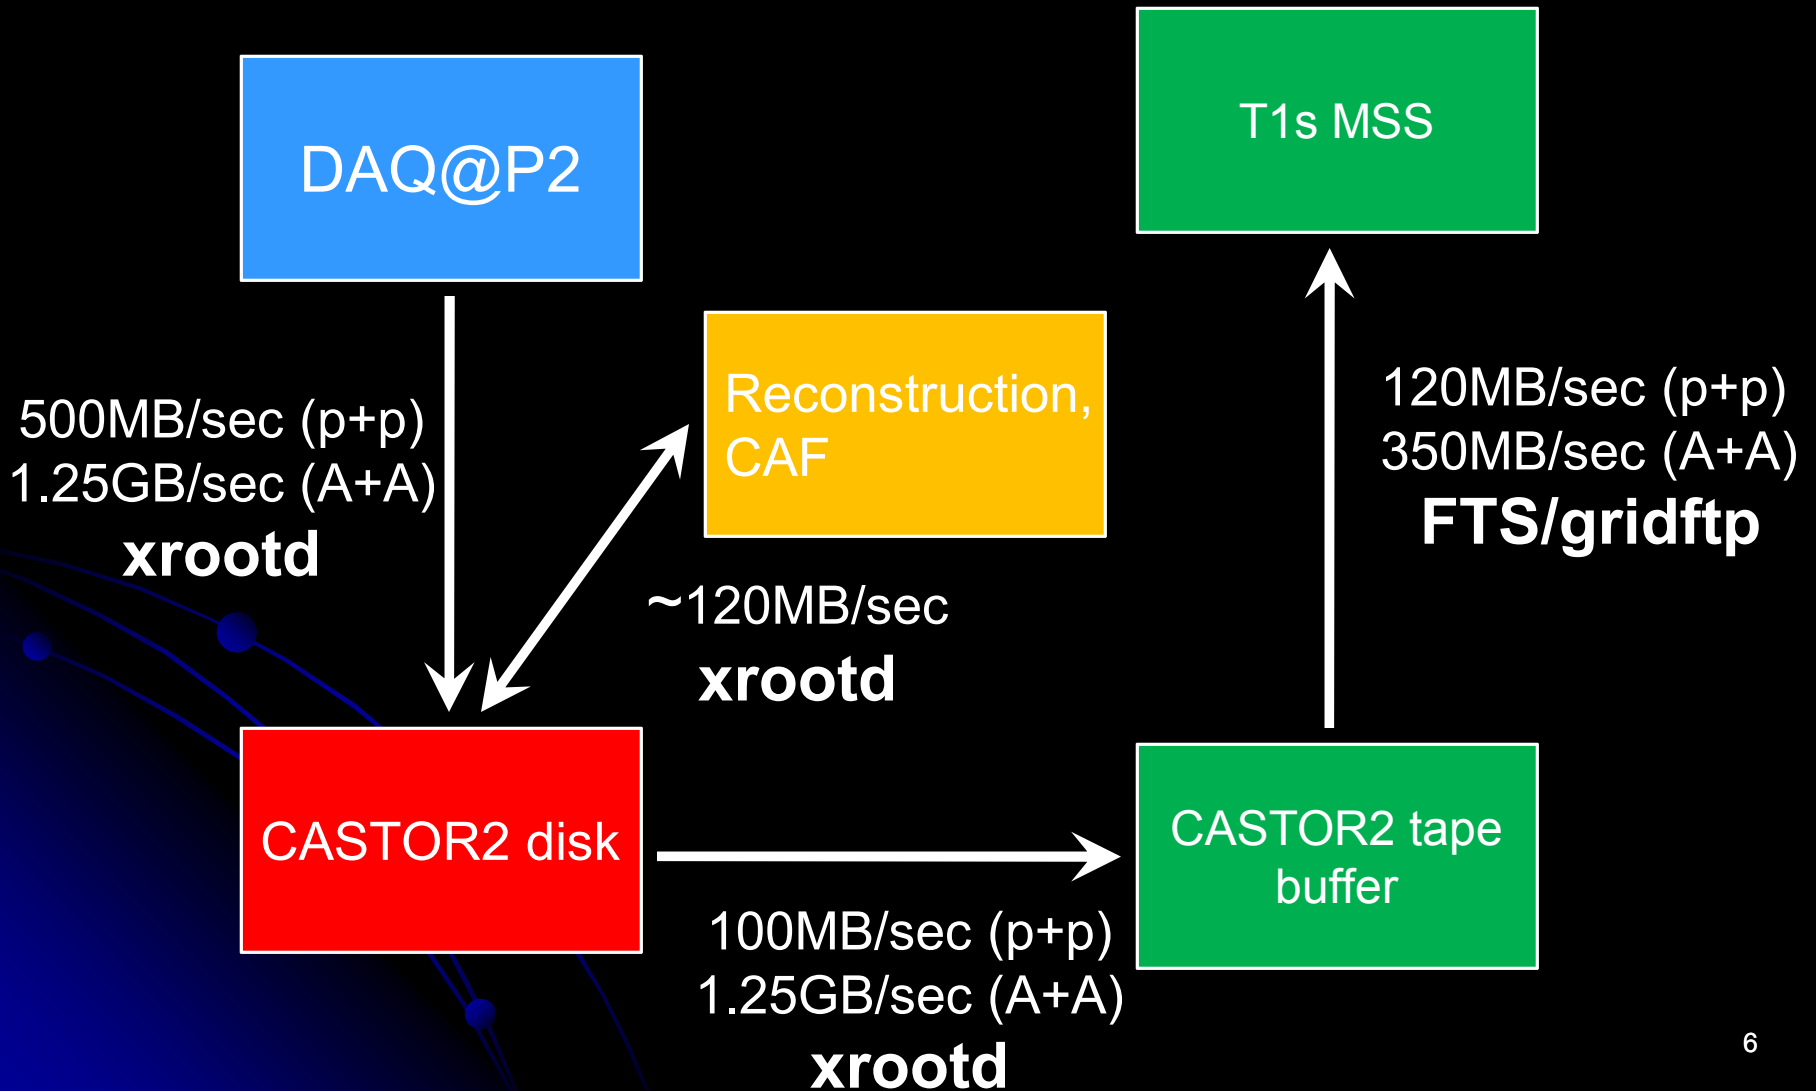 DAQ@P2
T1s MSS
500MB/sec (p+p)
1.25GB/sec (A+A)
xrootd
Reconstruction,
CAF
~120MB/sec
xrootd
120MB/sec (p+p)
350MB/sec (A+A)
FTS/gridftp
CASTOR2 disk
100MB/sec (p+p)
1.25GB/sec (A+A)
xrootd
CASTOR2 tape
buffer
6